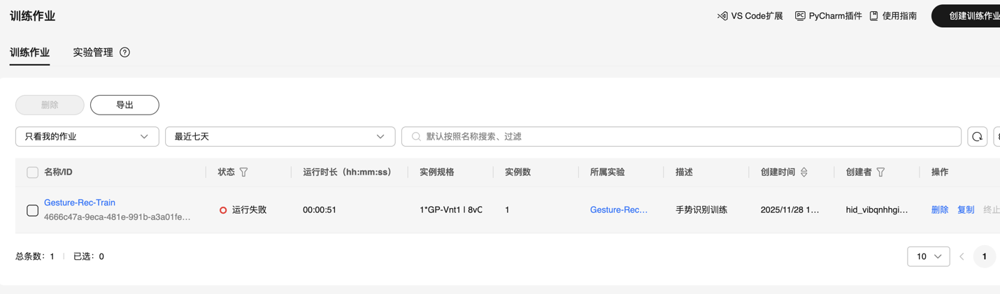 训练作业
VS Code扩展 PyCharm插件 使用指南 创建训练作业
训练作业 实验管理
删除 导出
只看我的作业 最近七天 默认按照名称搜索、过滤
名称/ID 状态 运行时长（hh:mm:ss） 实例规格 实例数 所属实验 描述 创建时间 创建者 操作
Gesture-Rec-Train
4666c47a-9eca-481e-991b-a3a01fe...
运行失败 00:00:51 1*GP-Vnt1 | 8vC 1 Gesture-Rec... 手势识别训练 2025/11/28 1... hid_vibqnhhgi... 删除 复制 终止
总条数：1 已选：0 10 1